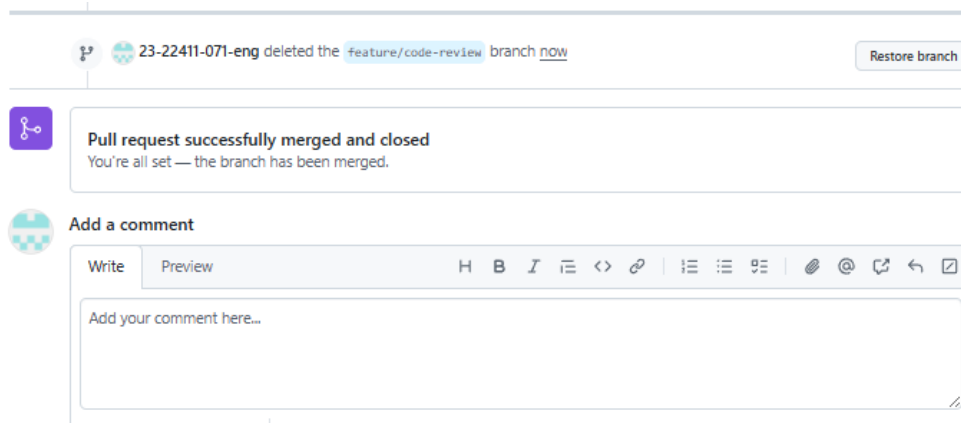 23-22411-071-eng deleted the feature/code-review branch now
Restore branch
Pull request successfully merged and closed
You're all set — the branch has been merged.
Add a comment
Write Preview
Add your comment here...